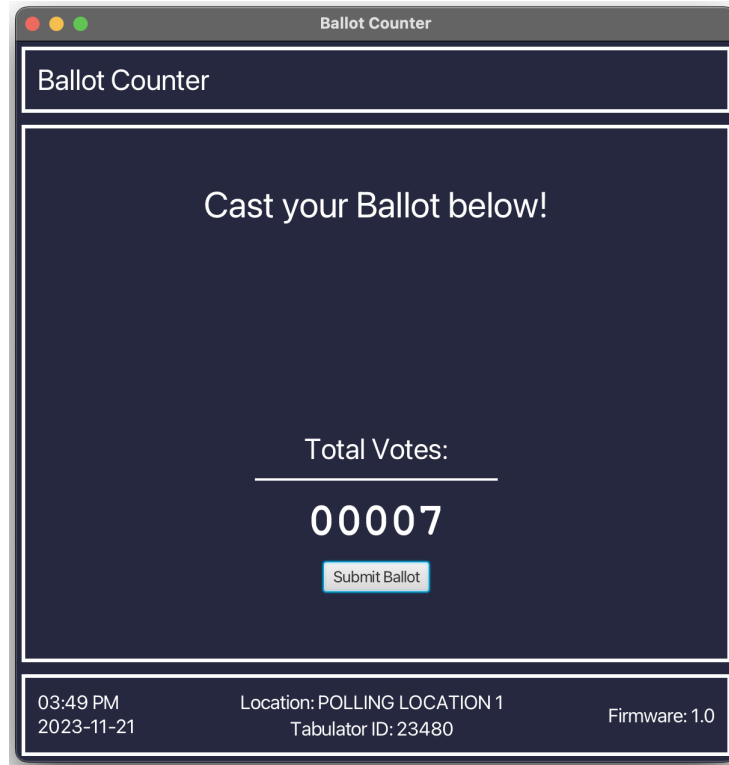 Ballot Counter
Ballot Counter
Cast your Ballot below!
Total Votes:
00007
Submit Ballot
03:49 PM
2023-11-21
Location: POLLING LOCATION 1
Tabulator ID: 23480
Firmware: 1.0